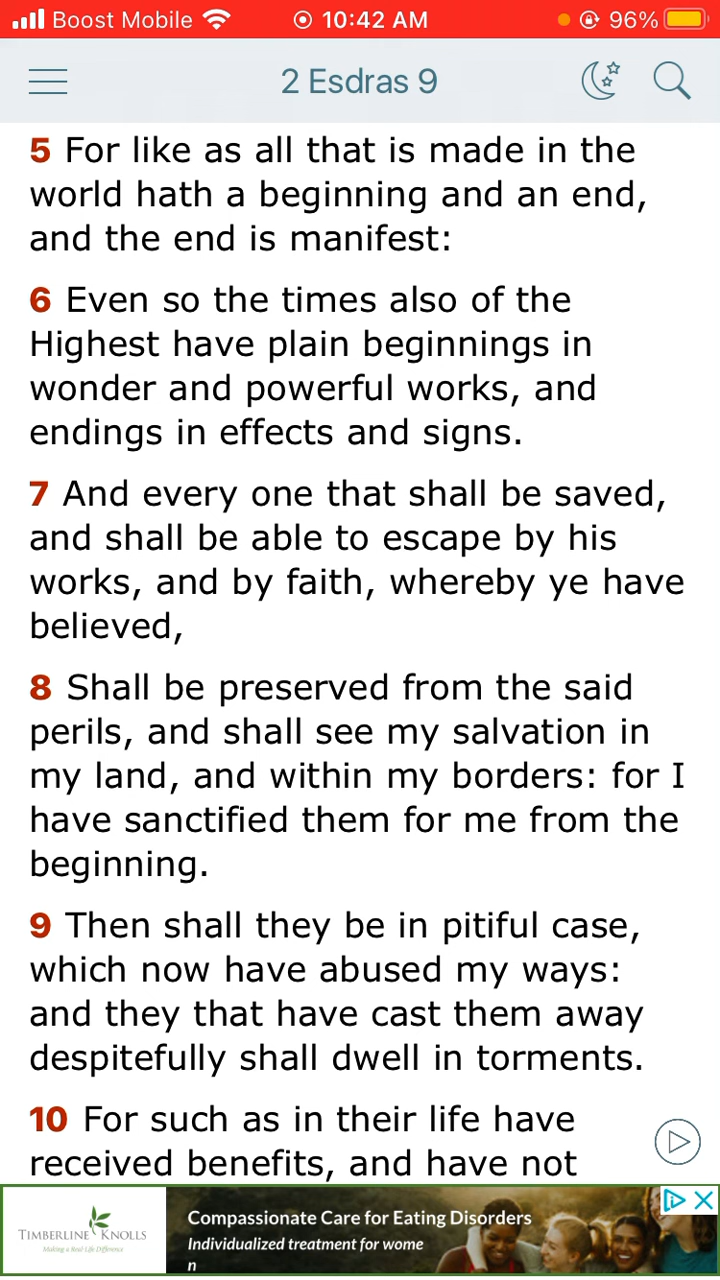 Boost Mobile 10:42 AM 96%
2 Esdras 9
5 For like as all that is made in the
world hath a beginning and an end,
and the end is manifest:
6 Even so the times also of the
Highest have plain beginnings in
wonder and powerful works, and
endings in effects and signs.
7 And every one that shall be saved,
and shall be able to escape by his
works, and by faith, whereby ye have
believed,
8 Shall be preserved from the said
perils, and shall see my salvation in
my land, and within my borders: for I
have sanctified them for me from the
beginning.
9 Then shall they be in pitiful case,
which now have abused my ways:
and they that have cast them away
despitefully shall dwell in torments.
10 For such as in their life have
received benefits, and have not
TIMBERLINE KNOLLS
Making a Real Life Difference
Compassionate Care for Eating Disorders
Individualized treatment for wome
n